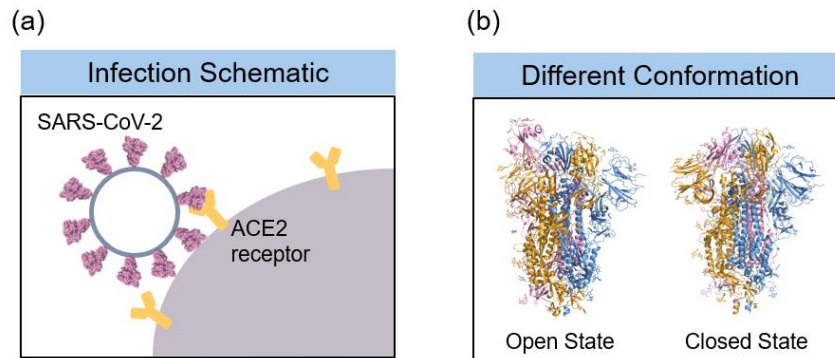 (a)
Infection Schematic
SARS-CoV-2
ACE2
receptor
(b)
Different Conformation
Open State
Closed State